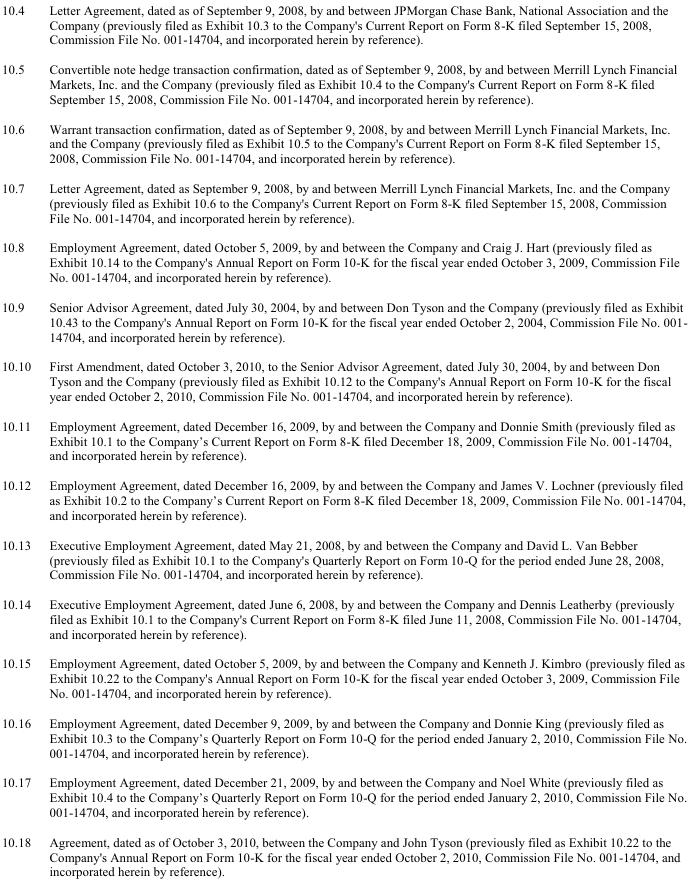 10.4 Letter Agreement, dated as of September 9, 2008, by and between JPMorgan Chase Bank, National Association and the
Company (previously filed as Exhibit 10.3 to the Company's Current Report on Form 8-K filed September 15, 2008,
Commission File No. 001-14704, and incorporated herein by reference).
10.5 Convertible note hedge transaction confirmation, dated as of September 9, 2008, by and between Merrill Lynch Financial
Markets, Inc. and the Company (previously filed as Exhibit 10.4 to the Company's Current Report on Form 8-K filed
September 15, 2008, Commission File No. 001-14704, and incorporated herein by reference).
10.6 Warrant transaction confirmation, dated as of September 9, 2008, by and between Merrill Lynch Financial Markets, Inc.
and the Company (previously filed as Exhibit 10.5 to the Company's Current Report on Form 8-K filed September 15,
2008, Commission File No. 001-14704, and incorporated herein by reference).
10.7 Letter Agreement, dated as September 9, 2008, by and between Merrill Lynch Financial Markets, Inc. and the Company
(previously filed as Exhibit 10.6 to the Company's Current Report on Form 8-K filed September 15, 2008, Commission
File No. 001-14704, and incorporated herein by reference).
10.8 Employment Agreement, dated October 5, 2009, by and between the Company and Craig J. Hart (previously filed as
Exhibit 10.14 to the Company's Annual Report on Form 10-K for the fiscal year ended October 3, 2009, Commission File
No. 001-14704, and incorporated herein by reference).
10.9 Senior Advisor Agreement, dated July 30, 2004, by and between Don Tyson and the Company (previously filed as Exhibit
10.43 to the Company's Annual Report on Form 10-K for the fiscal year ended October 2, 2004, Commission File No. 001-
14704, and incorporated herein by reference).
10.10 First Amendment, dated October 3, 2010, to the Senior Advisor Agreement, dated July 30, 2004, by and between Don
Tyson and the Company (previously filed as Exhibit 10.12 to the Company's Annual Report on Form 10-K for the fiscal
year ended October 2, 2010, Commission File No. 001-14704, and incorporated herein by reference).
10.11 Employment Agreement, dated December 16, 2009, by and between the Company and Donnie Smith (previously filed as
Exhibit 10.1 to the Company’s Current Report on Form 8-K filed December 18, 2009, Commission File No. 001-14704,
and incorporated herein by reference).
10.12 Employment Agreement, dated December 16, 2009, by and between the Company and James V. Lochner (previously filed
as Exhibit 10.2 to the Company’s Current Report on Form 8-K filed December 18, 2009, Commission File No. 001-14704,
and incorporated herein by reference).
10.13 Executive Employment Agreement, dated May 21, 2008, by and between the Company and David L. Van Bebber
(previously filed as Exhibit 10.1 to the Company's Quarterly Report on Form 10-Q for the period ended June 28, 2008,
Commission File No. 001-14704, and incorporated herein by reference).
10.14 Executive Employment Agreement, dated June 6, 2008, by and between the Company and Dennis Leatherby (previously
filed as Exhibit 10.1 to the Company's Current Report on Form 8-K filed June 11, 2008, Commission File No. 001-14704,
and incorporated herein by reference).
10.15 Employment Agreement, dated October 5, 2009, by and between the Company and Kenneth J. Kimbro (previously filed as
Exhibit 10.22 to the Company's Annual Report on Form 10-K for the fiscal year ended October 3, 2009, Commission File
No. 001-14704, and incorporated herein by reference).
10.16 Employment Agreement, dated December 9, 2009, by and between the Company and Donnie King (previously filed as
Exhibit 10.3 to the Company’s Quarterly Report on Form 10-Q for the period ended January 2, 2010, Commission File No.
001-14704, and incorporated herein by reference).
10.17 Employment Agreement, dated December 21, 2009, by and between the Company and Noel White (previously filed as
Exhibit 10.4 to the Company’s Quarterly Report on Form 10-Q for the period ended January 2, 2010, Commission File No.
001-14704, and incorporated herein by reference).
10.18 Agreement, dated as of October 3, 2010, between the Company and John Tyson (previously filed as Exhibit 10.22 to the
Company's Annual Report on Form 10-K for the fiscal year ended October 2, 2010, Commission File No. 001-14704, and
incorporated herein by reference).